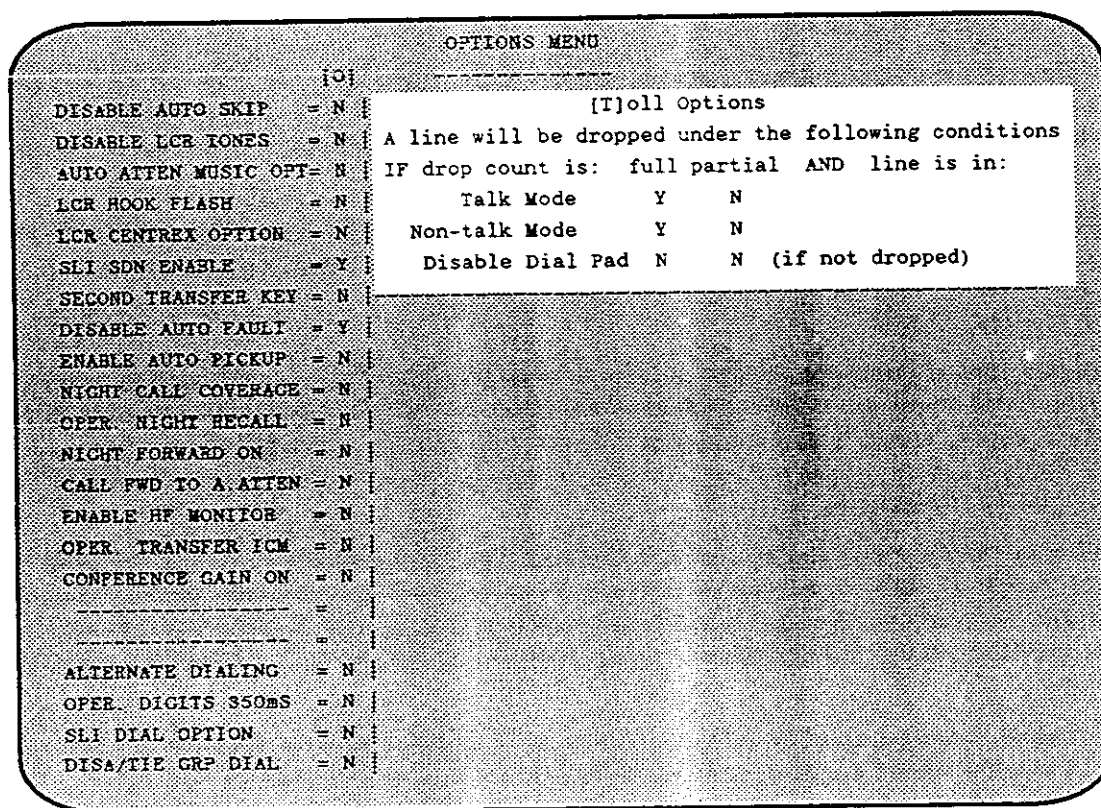 OPTIONS MENU
[O] --------------
DISABLE AUTO SKIP = N |
DISABLE LCR TONES = N |
AUTO ATTEN MUSIC OPT= N |
LCR HOOK FLASH = N |
LCR CENTREX OPTION = N |
SLI SDN ENABLE = Y |
SECOND TRANSFER KEY = N |
DISABLE AUTO FAULT = Y |
ENABLE AUTO PICKUP = N |
NIGHT CALL COVERAGE = N |
OPER. NIGHT RECALL = N |
NIGHT FORWARD ON = N |
CALL FWD TO A.ATTEN = N |
ENABLE HF MONITOR = N |
OPER. TRANSFER ICM = N |
CONFERENCE GAIN ON = N |
----------------- = |
----------------- = |
ALTERNATE DIALING = N |
OPER. DIGITS 350mS = N |
SLI DIAL OPTION = N |
DISA/TIE GRP DIAL = N |
[T]oll Options
A line will be dropped under the following conditions
IF drop count is: full partial AND line is in:
Talk Mode Y N
Non-talk Mode Y N
Disable Dial Pad N N (if not dropped)